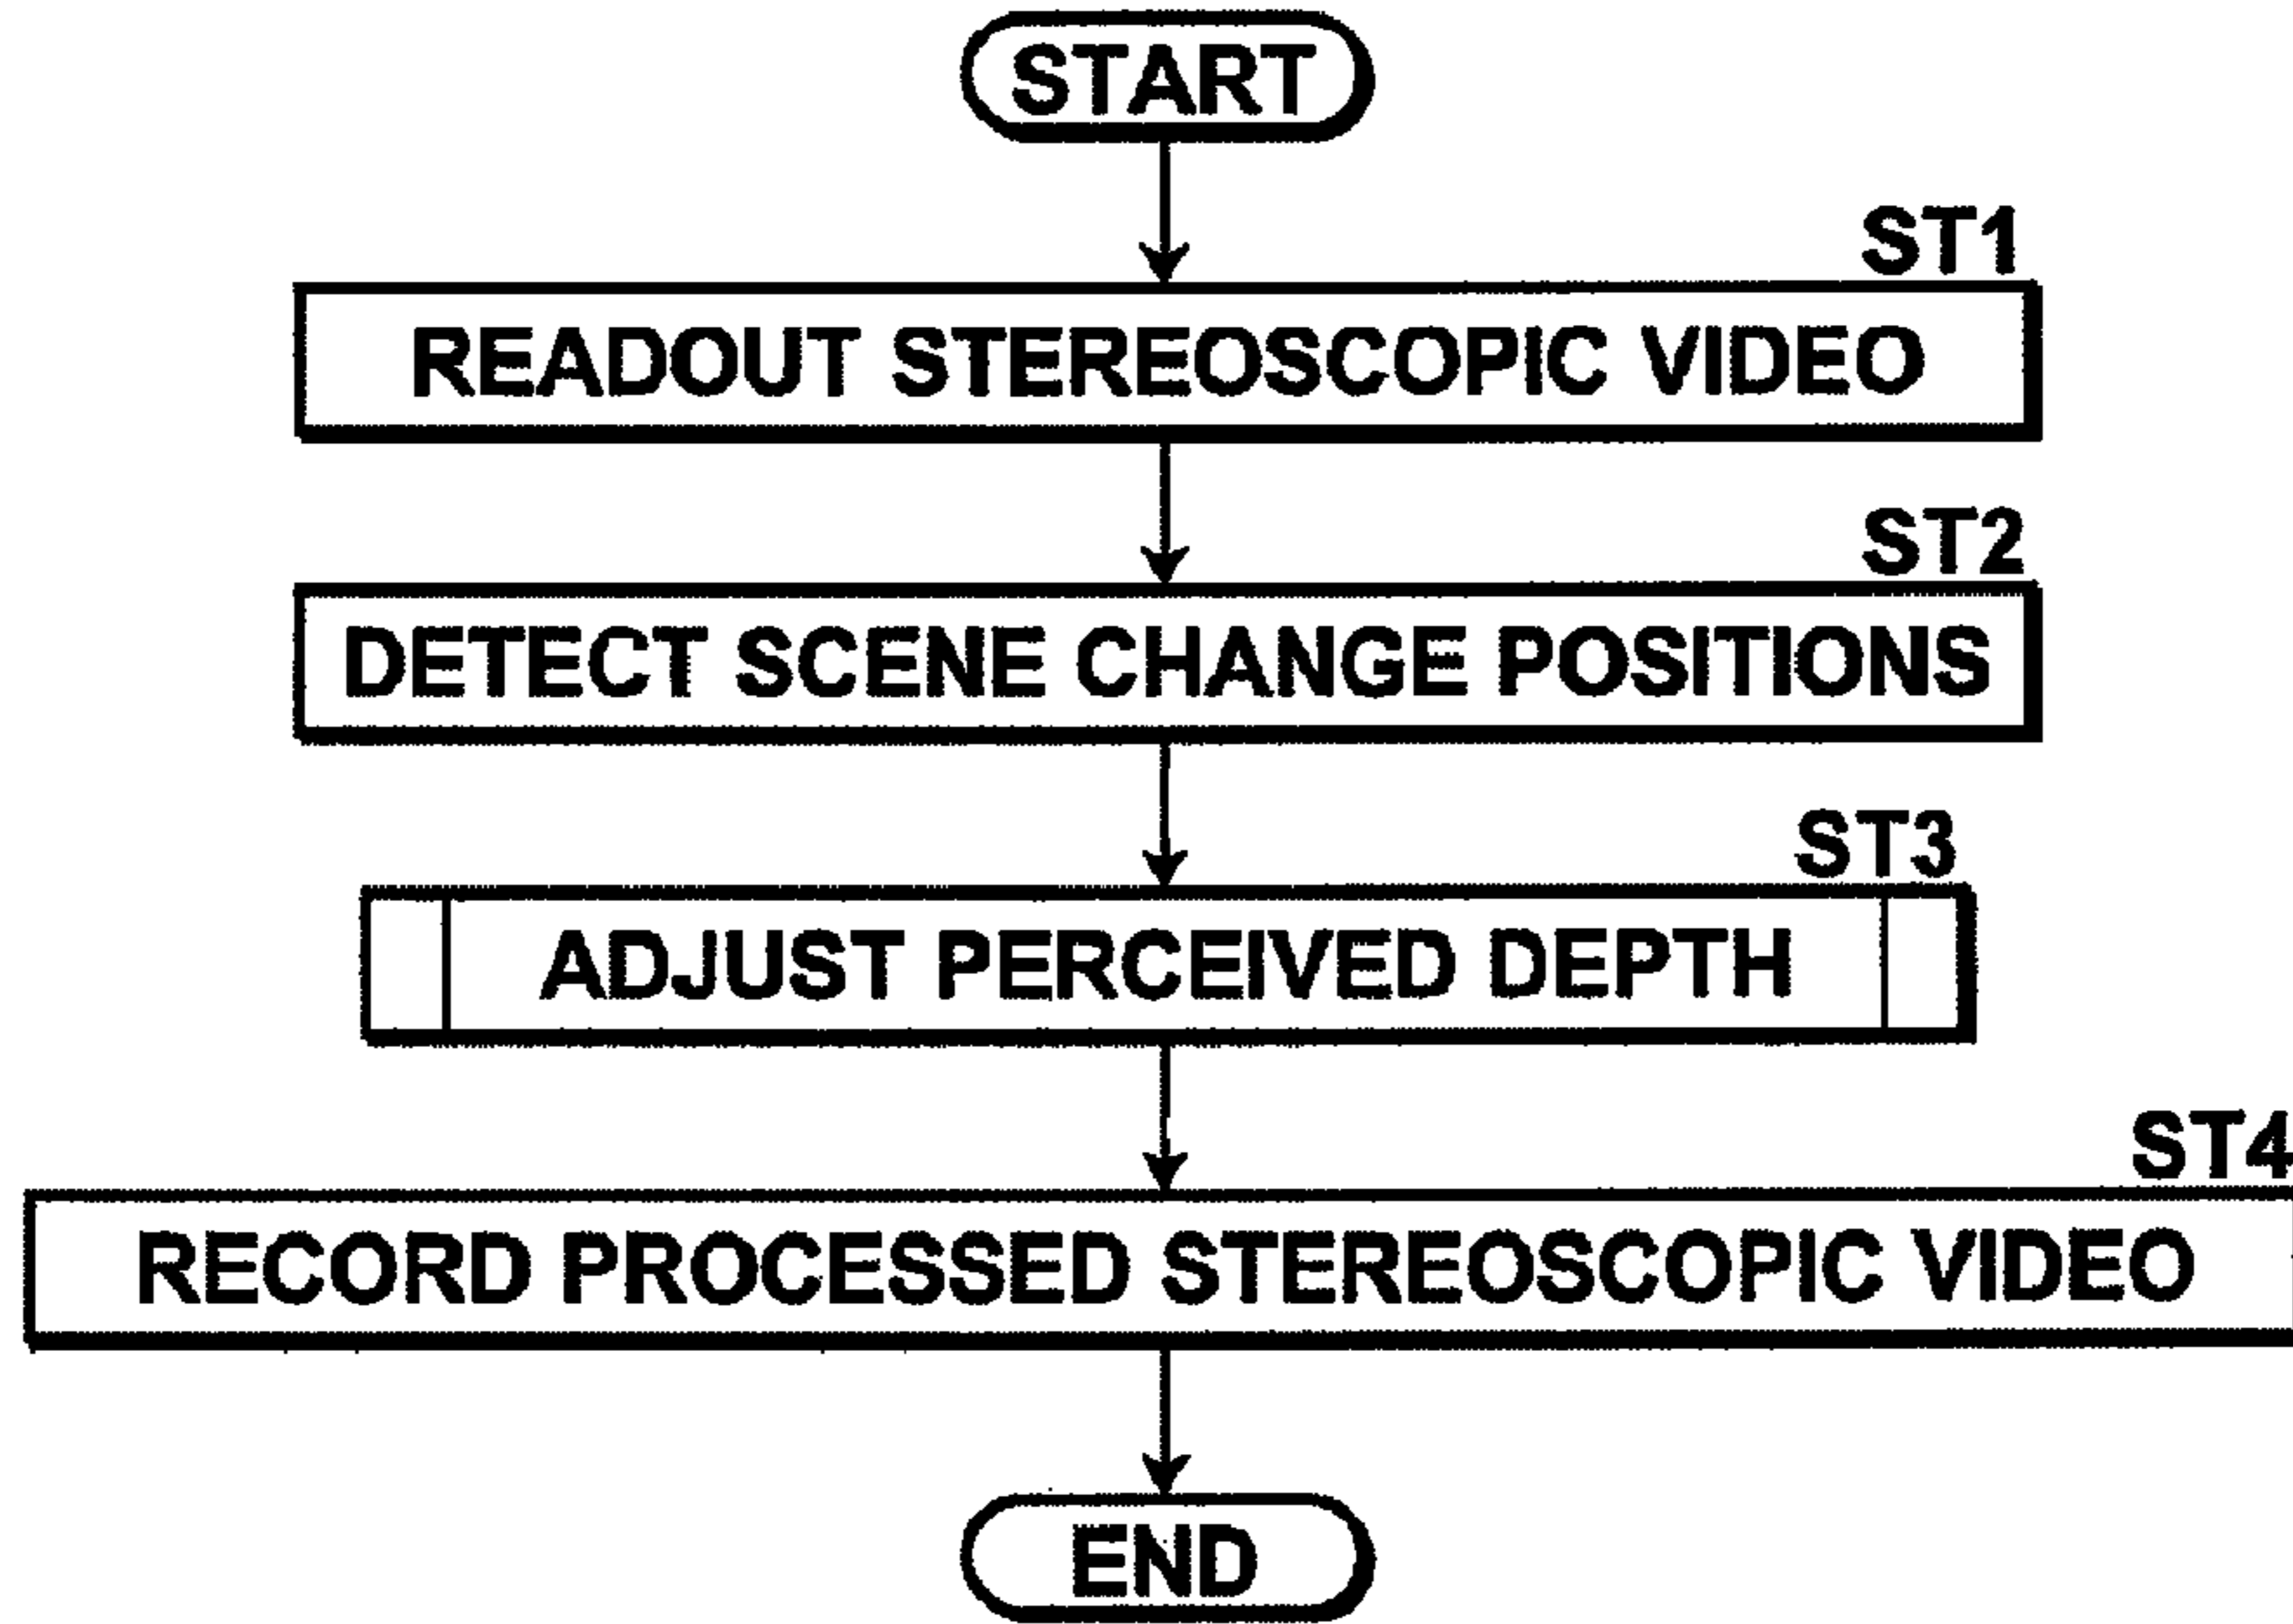 START
ST1
READOUT STEREOSCOPIC VIDEO
ST2
DETECT SCENE CHANGE POSITIONS
ST3
ADJUST PERCEIVED DEPTH
ST4
RECORD PROCESSED STEREOSCOPIC VIDEO
END